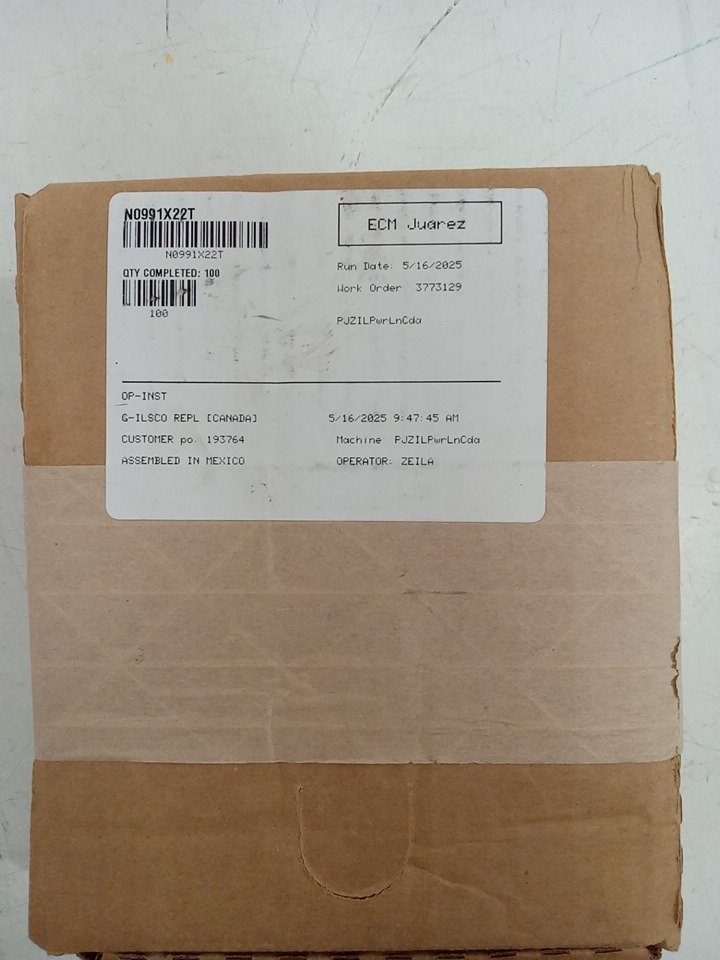 N0991X22T
N0991X22T
QTY COMPLETED: 100
100
ECM Juarez
Run Date: 5/16/2025
Work Order: 3773129
PJZILPwrLnCda
OP-INST
G-ILSCO REPL [CANADA]
5/16/2025 9:47:45 AM
CUSTOMER po: 193764
Machine: PJZILPwrLnCda
ASSEMBLED IN MEXICO
OPERATOR: ZEILA